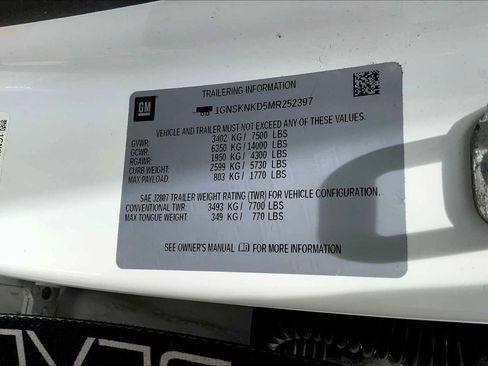 TRAILERING INFORMATION
GM
1GNSKNKD5MR252397
VEHICLE AND TRAILER MUST NOT EXCEED ANY OF THESE VALUES.
GVWR: 3402 KG / 7500 LBS
GCWR: 6350 KG / 14000 LBS
RGAWR: 1950 KG / 4300 LBS
CURB WEIGHT: 2599 KG / 5730 LBS
MAX PAYLOAD: 803 KG / 1770 LBS
SAE J2807 TRAILER WEIGHT RATING (TWR) FOR VEHICLE CONFIGURATION.
CONVENTIONAL TWR: 3493 KG / 7700 LBS
MAX TONGUE WEIGHT: 349 KG / 770 LBS
SEE OWNER'S MANUAL FOR MORE INFORMATION